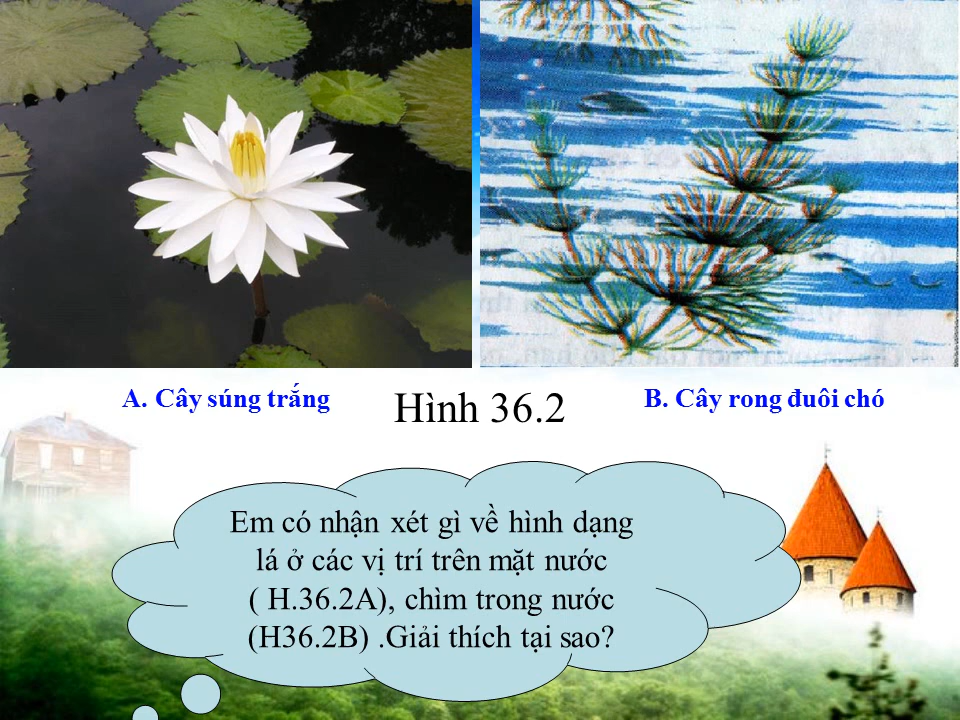 A. Cây súng trắng
Hình 36.2
B. Cây rong đuôi chó
Em có nhận xét gì về hình dạng
lá ở các vị trí trên mặt nước
( H.36.2A), chìm trong nước
(H36.2B) .Giải thích tại sao?